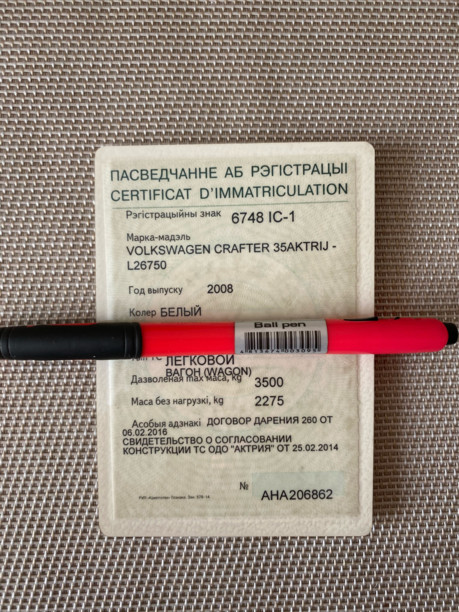 ПАСВЕДЧАННЕ АБ РЭГІСТРАЦЫІ
CERTIFICAT D'IMMATRICULATION
Рэгістрацыйны знак 6748 IC-1
Марка-мадэль
VOLKSWAGEN CRAFTER 35AKTRIJ -
L26750
Год выпуску 2008
Колер БЕЛЫЙ
Ball pen
ТС ЛЕГКОВОЙ
ВАГОН (WAGON)
Дазволеная max маса, kg 3500
Маса без нагрузкі, kg 2275
Асобыя адзнакі ДОГОВОР ДАРЕНИЯ 260 ОТ
06.02.2016
СВИДЕТЕЛЬСТВО О СОГЛАСОВАНИИ
КОНСТРУКЦИИ ТС ОДО "АКТРИЯ" ОТ 25.02.2014
№ AHA206862